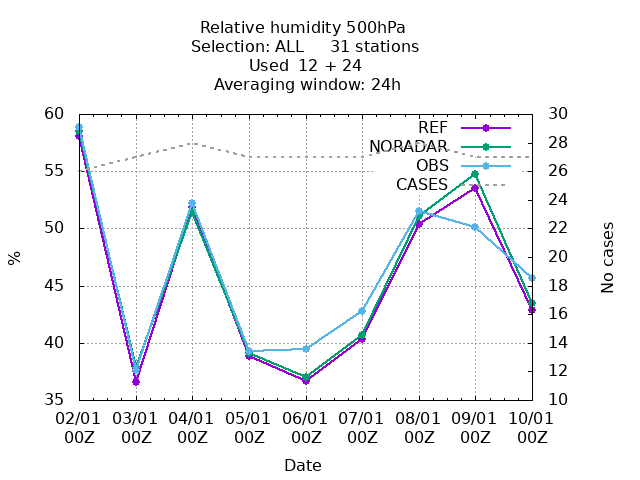 Relative humidity 500hPa
Selection: ALL 31 stations
Used 12 + 24
Averaging window: 24h
60 30
55
50
45
40
35
28
26
24
22
20
18
16
14
12
10
REF
NORADAR
OBS
CASES
%
No cases
02/01 03/01 04/01 05/01 06/01 07/01 08/01 09/01 10/01
00Z 00Z 00Z 00Z 00Z 00Z 00Z 00Z 00Z
Date